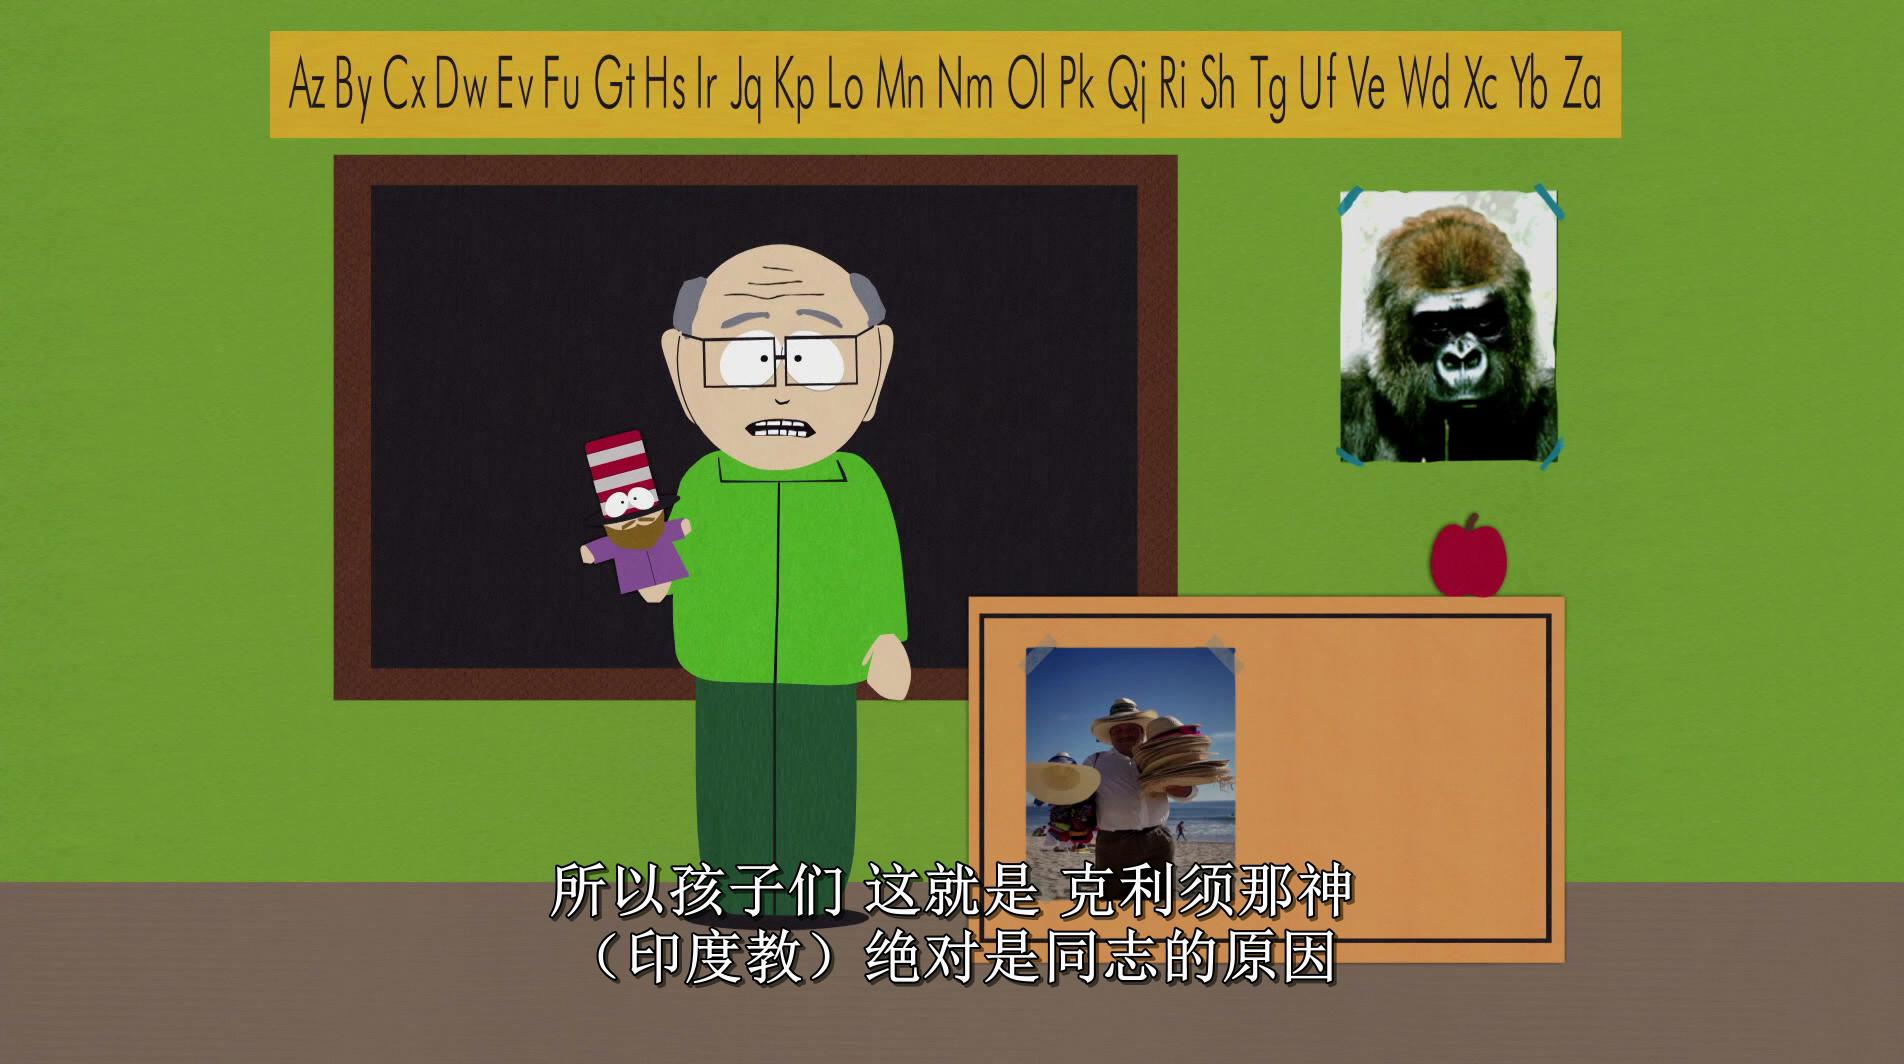 Az By Cx Dw Ev Fu Gt Hs Ir Jq Kp Lo Mn Nm Ol Pk Qj Ri Sh Tg Uf Ve Wd Xc Yb Za
所以孩子们 这就是 克利须那神
（印度教）绝对是同志的原因